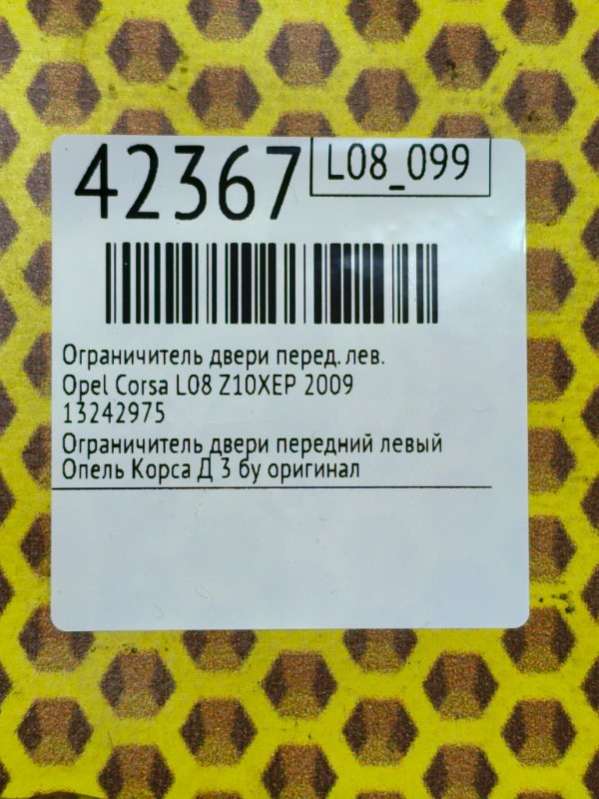 42367
L08_099
Ограничитель двери перед. лев.
Opel Corsa L08 Z10XEP 2009
13242975
Ограничитель двери передний левый
Опель Корса Д 3 бу оригинал